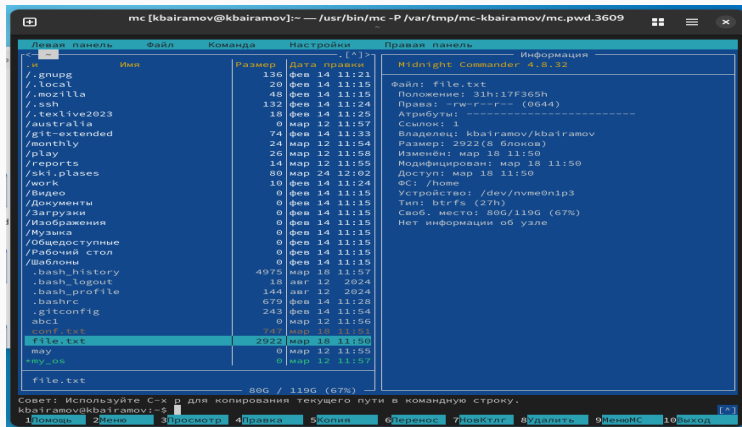 mc [kbairamov@kbairamov]:~ — /usr/bin/mc -P /var/tmp/mc-kbairamov/mc.pwd.3609
Левая панель Файл Команда Настройки Правая панель
<— ~ .[^]>
.и Имя Размер Дата правки
/.gnupg 136 фев 14 11:21
/.local 20 фев 14 11:15
/.mozilla 48 фев 14 11:15
/.ssh 132 фев 14 11:24
/.texlive2023 18 фев 14 11:25
/australia 0 мар 12 11:57
/git-extended 74 фев 14 11:33
/monthly 24 мар 12 11:54
/play 26 мар 12 11:58
/reports 14 мар 12 11:55
/ski.plases 80 мар 24 12:02
/work 10 фев 14 11:24
/Видео 0 фев 14 11:15
/Документы 0 фев 14 11:15
/Загрузки 0 фев 14 11:15
/Изображения 0 фев 14 11:15
/Музыка 0 фев 14 11:15
/Общедоступные 0 фев 14 11:15
/Рабочий стол 0 фев 14 11:15
/Шаблоны 0 фев 14 11:15
.bash_history 4975 мар 18 11:57
.bash_logout 18 авг 12 2024
.bash_profile 144 авг 12 2024
.bashrc 679 фев 14 11:28
.gitconfig 243 фев 14 11:54
abc1 0 мар 12 11:56
conf.txt 747 мар 18 11:51
file.txt 2922 мар 18 11:50
may 0 мар 12 11:55
*my_os 0 мар 12 11:57
file.txt
80G / 119G (67%)
Информация
Midnight Commander 4.8.32
Файл: file.txt
Положение: 31h:17F365h
Права: -rw-r--r-- (0644)
Атрибуты: -------------------------
Ссылок: 1
Владелец: kbairamov/kbairamov
Размер: 2922(8 блоков)
Изменён: мар 18 11:50
Модифицирован: мар 18 11:50
Доступ: мар 18 11:50
ФС: /home
Устройство: /dev/nvme0n1p3
Тип: btrfs (27h)
Своб. место: 80G/119G (67%)
Нет информации об узле
Совет: Используйте C-x p для копирования текущего пути в командную строку.
kbairamov@kbairamov:~$ [^]
1Помощь 2Меню 3Просмотр 4Правка 5Копия 6Перенос 7НовКтлг 8Удалить 9МенюМС 10Выход